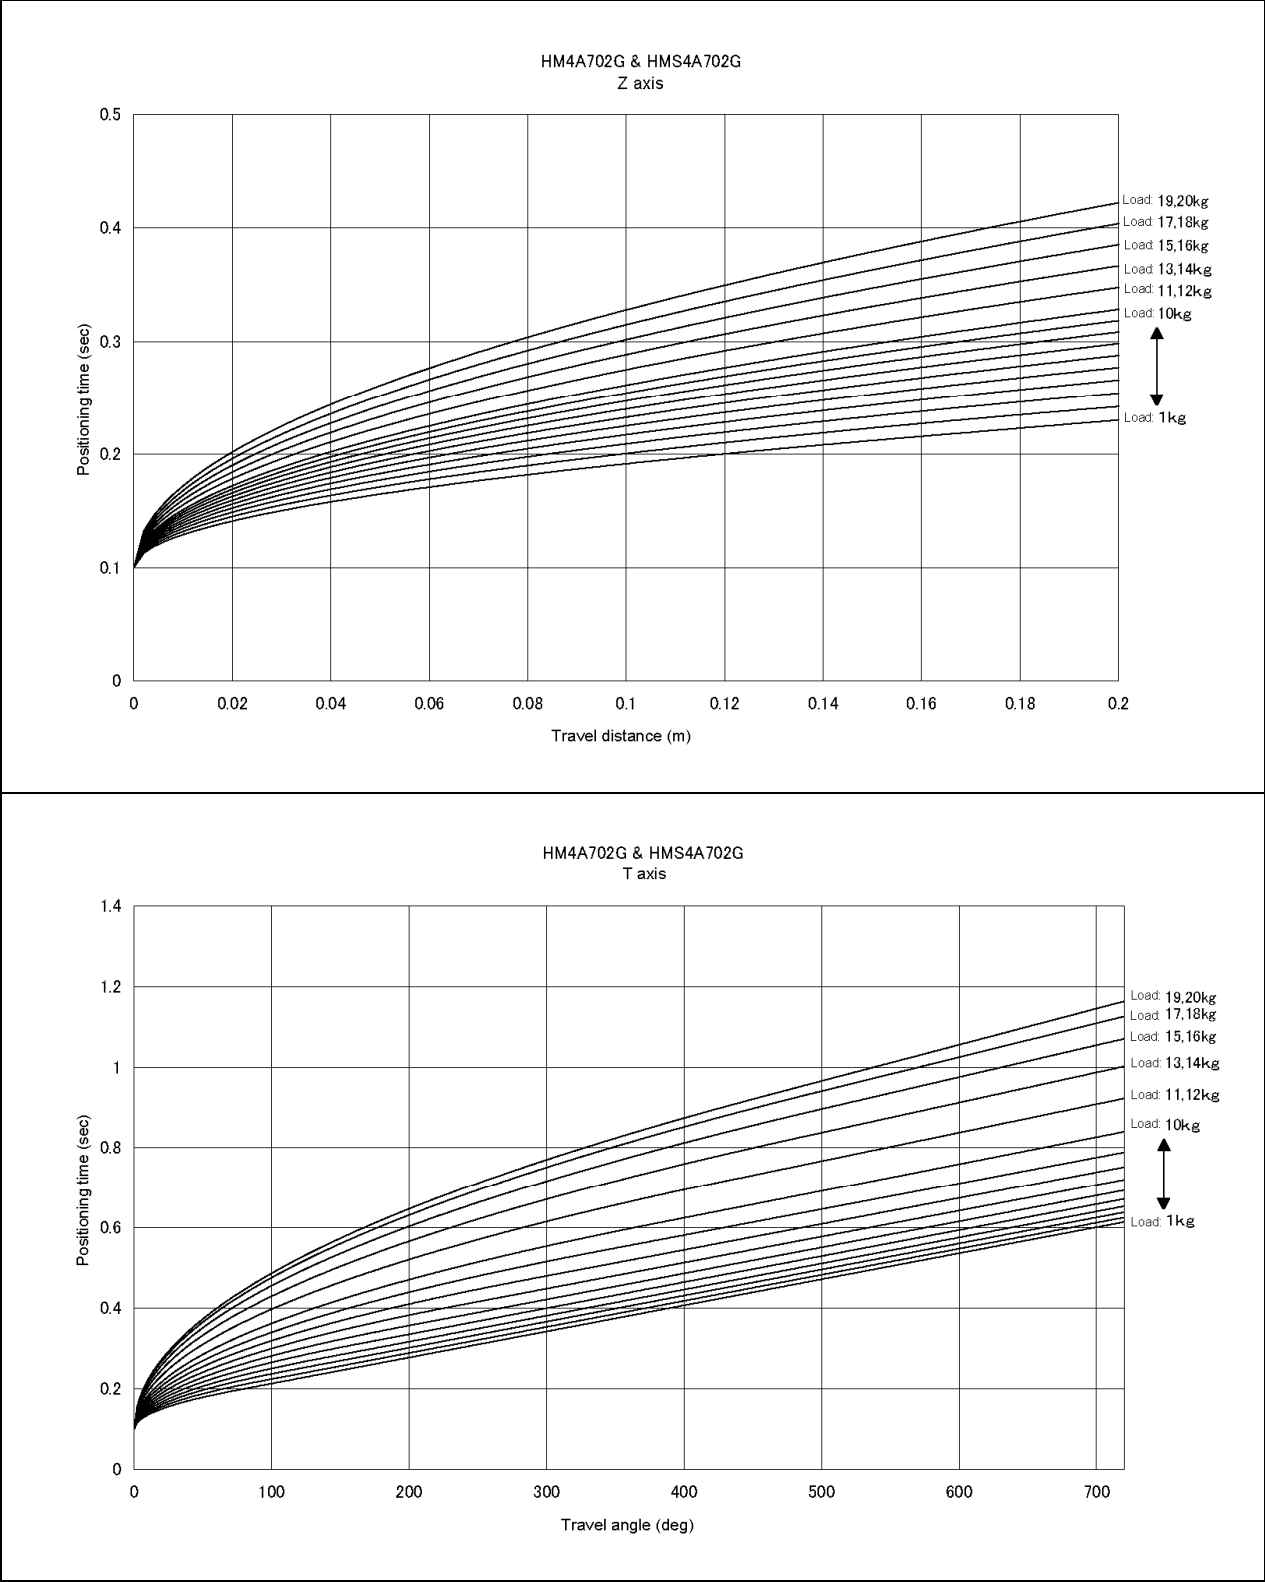 HM4A702G & HMS4A702G
Z axis
0.5
0.4
0.3
0.2
0.1
0
Positioning time (sec)
Load: 19,20kg
Load: 17,18kg
Load: 15,16kg
Load: 13,14kg
Load: 11,12kg
Load: 10kg
Load: 1kg
0 0.02 0.04 0.06 0.08 0.1 0.12 0.14 0.16 0.18 0.2
Travel distance (m)
HM4A702G & HMS4A702G
T axis
1.4
1.2
1
0.8
0.6
0.4
0.2
0
Positioning time (sec)
Load: 19,20kg
Load: 17,18kg
Load: 15,16kg
Load: 13,14kg
Load: 11,12kg
Load: 10kg
Load: 1kg
0 100 200 300 400 500 600 700
Travel angle (deg)